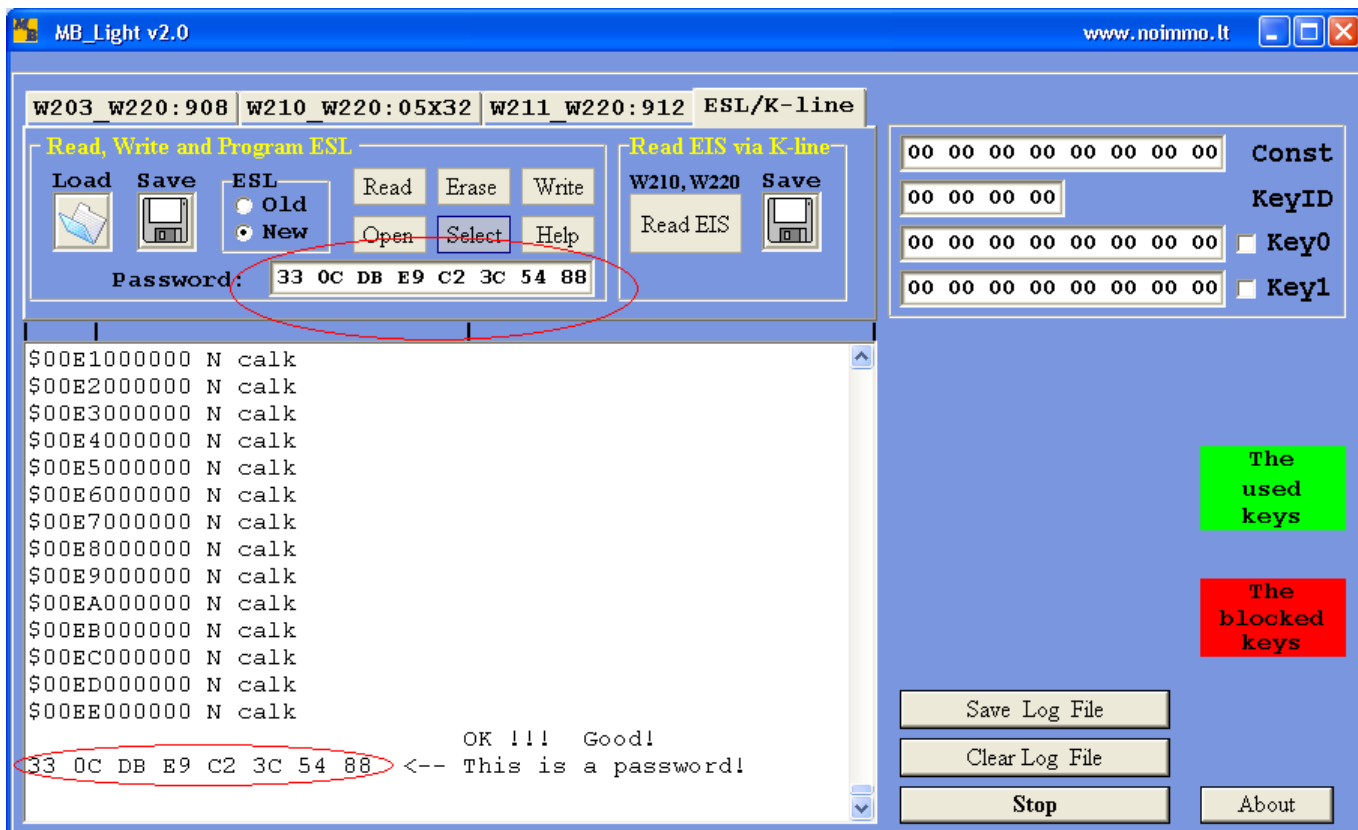 MB_Light v2.0 www.noimmo.lt
W203_W220:908 W210_W220:05X32 W211_W220:912 ESL/K-line
Read, Write and Program ESL
Load Save ESL
Old
New
Read Erase Write
Open Select Help
Password: 33 0C DB E9 C2 3C 54 88
Read EIS via K-line
W210, W220 Save
Read EIS
00 00 00 00 00 00 00 00 Const
00 00 00 00 KeyID
00 00 00 00 00 00 00 00 Key0
00 00 00 00 00 00 00 00 Key1
$00E1000000 N calk
$00E2000000 N calk
$00E3000000 N calk
$00E4000000 N calk
$00E5000000 N calk
$00E6000000 N calk
$00E7000000 N calk
$00E8000000 N calk
$00E9000000 N calk
$00EA000000 N calk
$00EB000000 N calk
$00EC000000 N calk
$00ED000000 N calk
$00EE000000 N calk
OK !!! Good!
33 0C DB E9 C2 3C 54 88 <-- This is a password!
The
used
keys
The
blocked
keys
Save Log File
Clear Log File
Stop
About